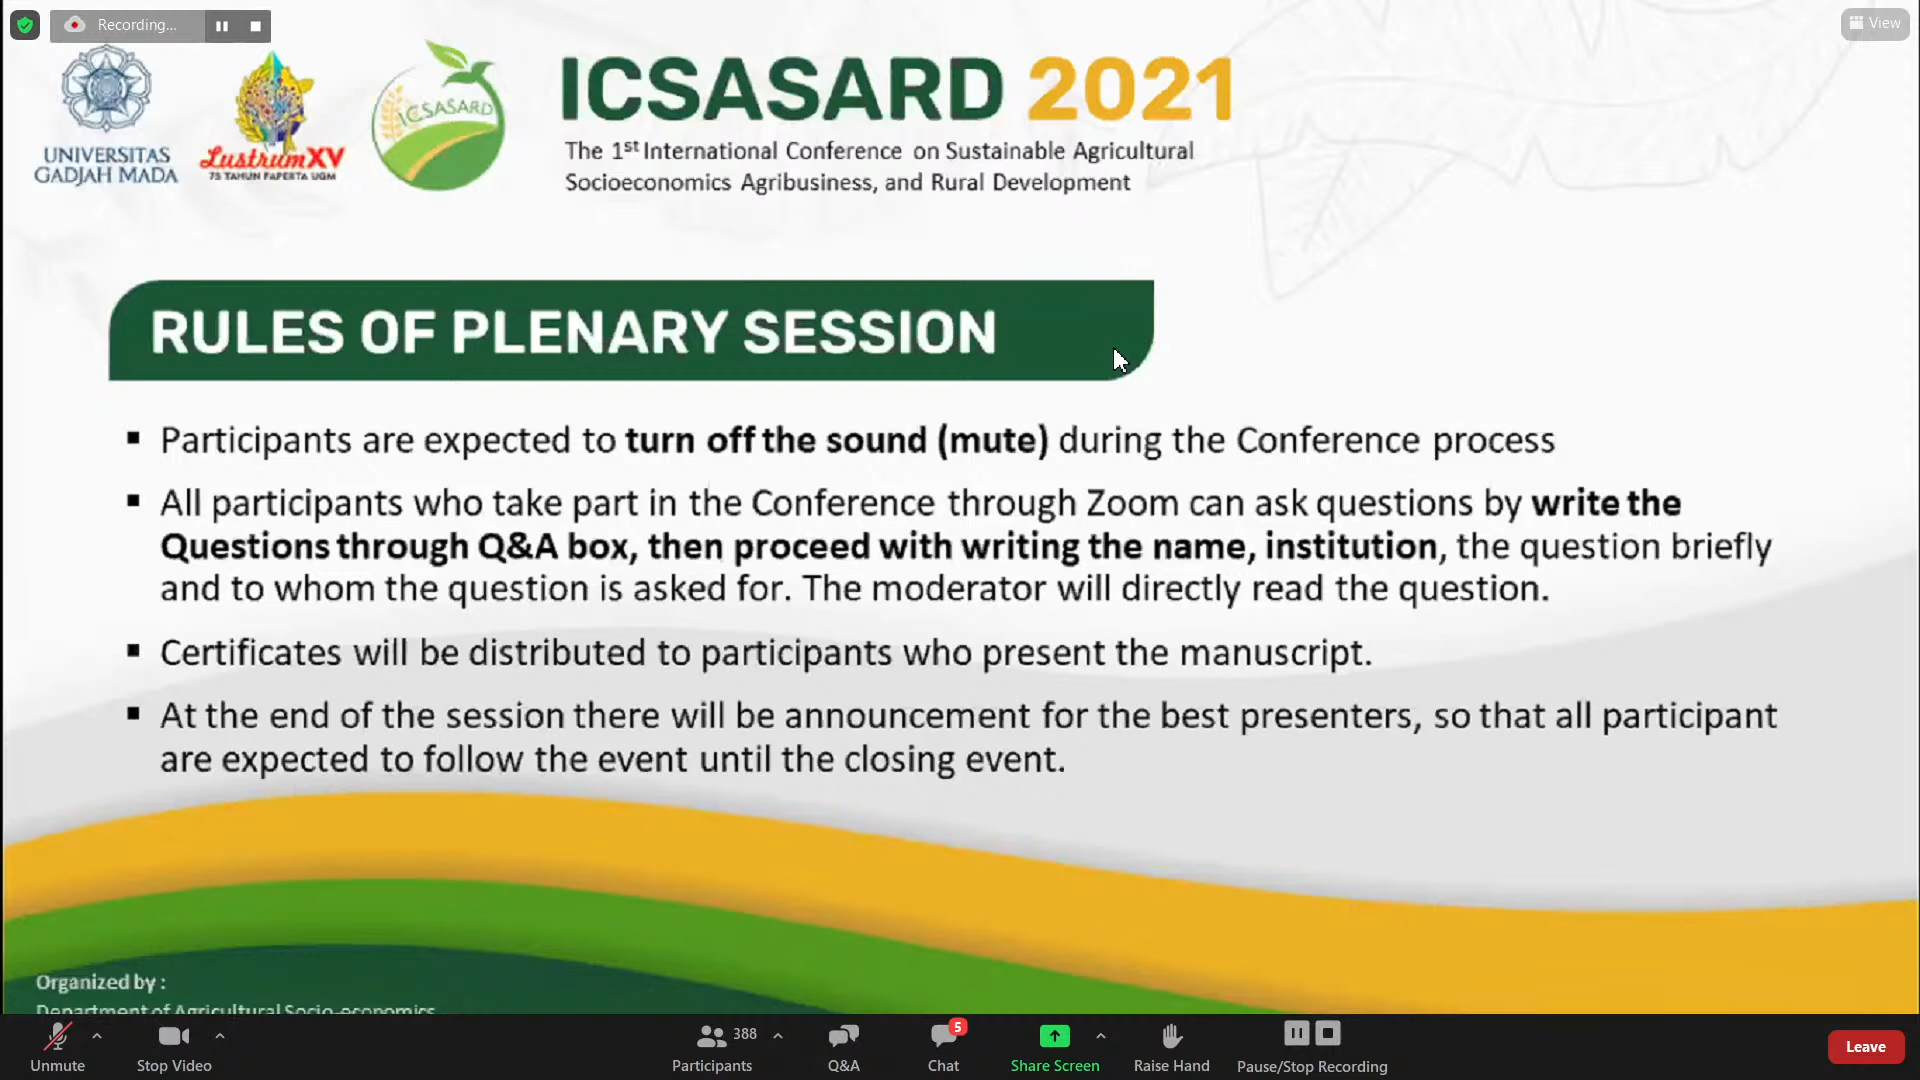 Recording...
View
UNIVERSITAS
GADJAH MADA
LustrumXV
75 TAHUN FAPERTA UGM
ICSASARD
ICSASARD 2021
The 1st International Conference on Sustainable Agricultural
Socioeconomics Agribusiness, and Rural Development
RULES OF PLENARY SESSION
▪ Participants are expected to turn off the sound (mute) during the Conference process
▪ All participants who take part in the Conference through Zoom can ask questions by write the
Questions through Q&A box, then proceed with writing the name, institution, the question briefly
and to whom the question is asked for. The moderator will directly read the question.
▪ Certificates will be distributed to participants who present the manuscript.
▪ At the end of the session there will be announcement for the best presenters, so that all participant
are expected to follow the event until the closing event.
Organized by :
Department of Agricultural Socio-economics
Unmute
Stop Video
388
Participants
Q&A
5
Chat
Share Screen
Raise Hand
Pause/Stop Recording
Leave